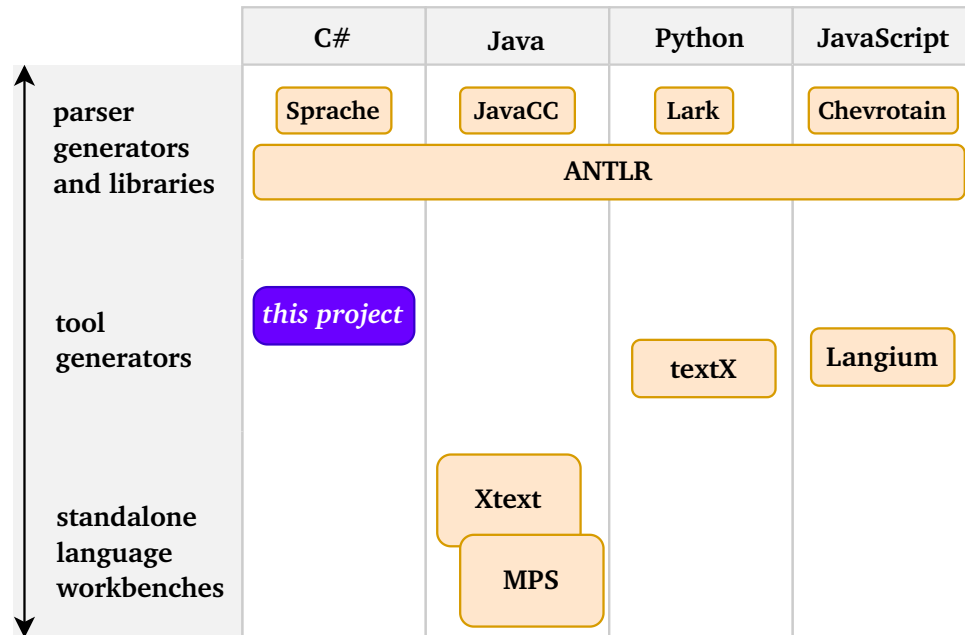 C#
Java
Python
JavaScript
parser
generators
and libraries
Sprache
JavaCC
Lark
Chevrotain
ANTLR
tool
generators
this project
textX
Langium
standalone
language
workbenches
Xtext
MPS